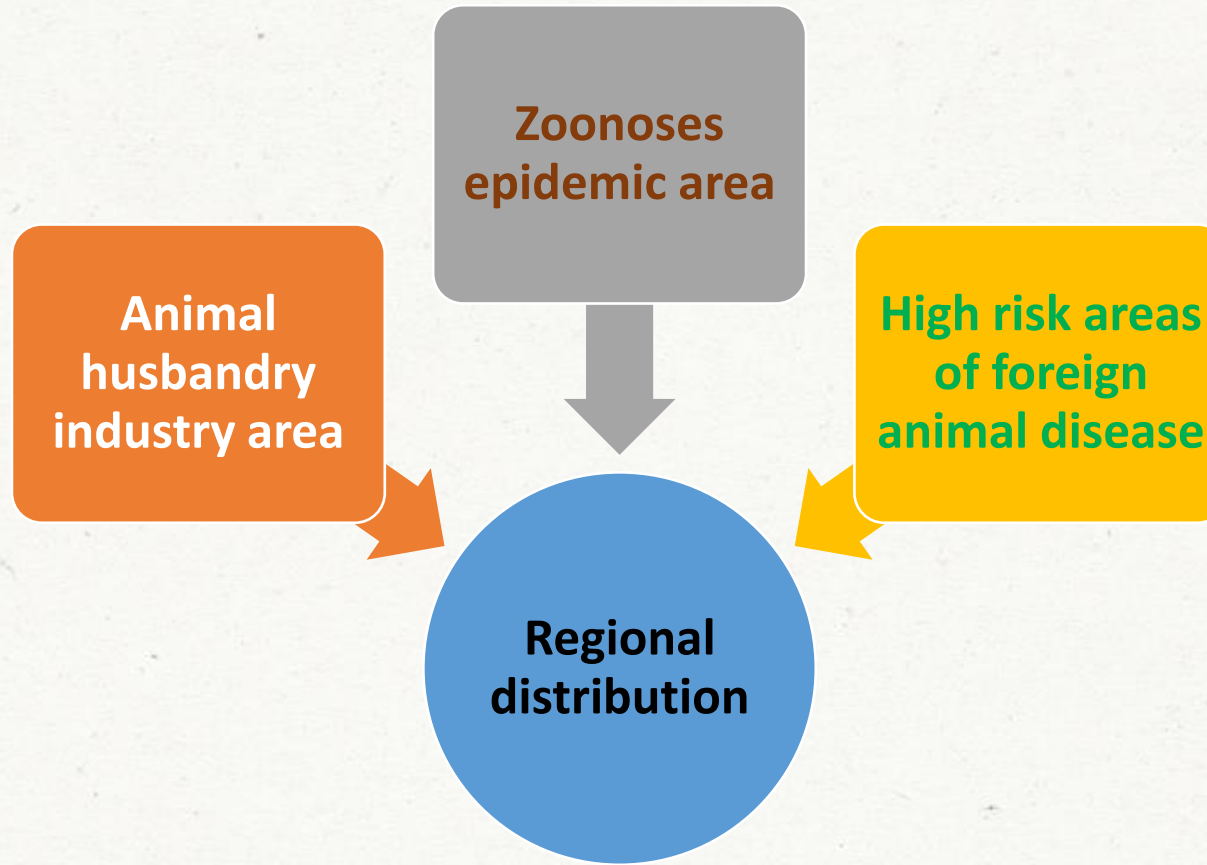 Zoonoses
epidemic area
Animal
husbandry
industry area
High risk areas
of foreign
animal disease
Regional
distribution